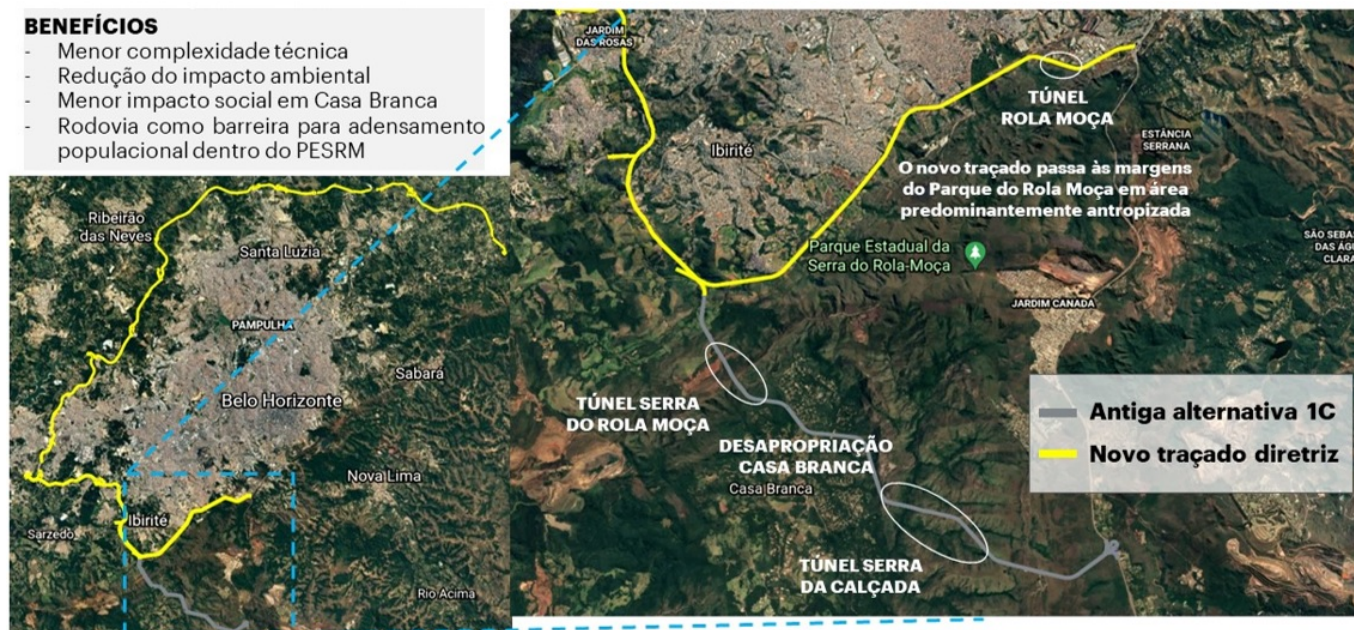 BENEFÍCIOS
- Menor complexidade técnica
- Redução do impacto ambiental
- Menor impacto social em Casa Branca
- Rodovia como barreira para adensamento
populacional dentro do PESRM
Ribeirão
das Neves
Santa Luzia
PAMPULHA
Sabará
Belo Horizonte
Nova Lima
Ibirité
Sarzedo
Rio Acima
JARDIM
DAS ROSAS
Ibirité
TÚNEL
ROLA MOÇA
ESTÂNCIA
SERRANA
O novo traçado passa às margens
do Parque do Rola Moça em área
predominantemente antropizada
Parque Estadual da
Serra do Rola-Moça
SÃO SEBAS
DAS ÁGU
CLARA
JARDIM CANADA
TÚNEL SERRA
DO ROLA MOÇA
DESAPROPRIAÇÃO
CASA BRANCA
Casa Branca
TÚNEL SERRA
DA CALÇADA
Antiga alternativa 1C
Novo traçado diretriz